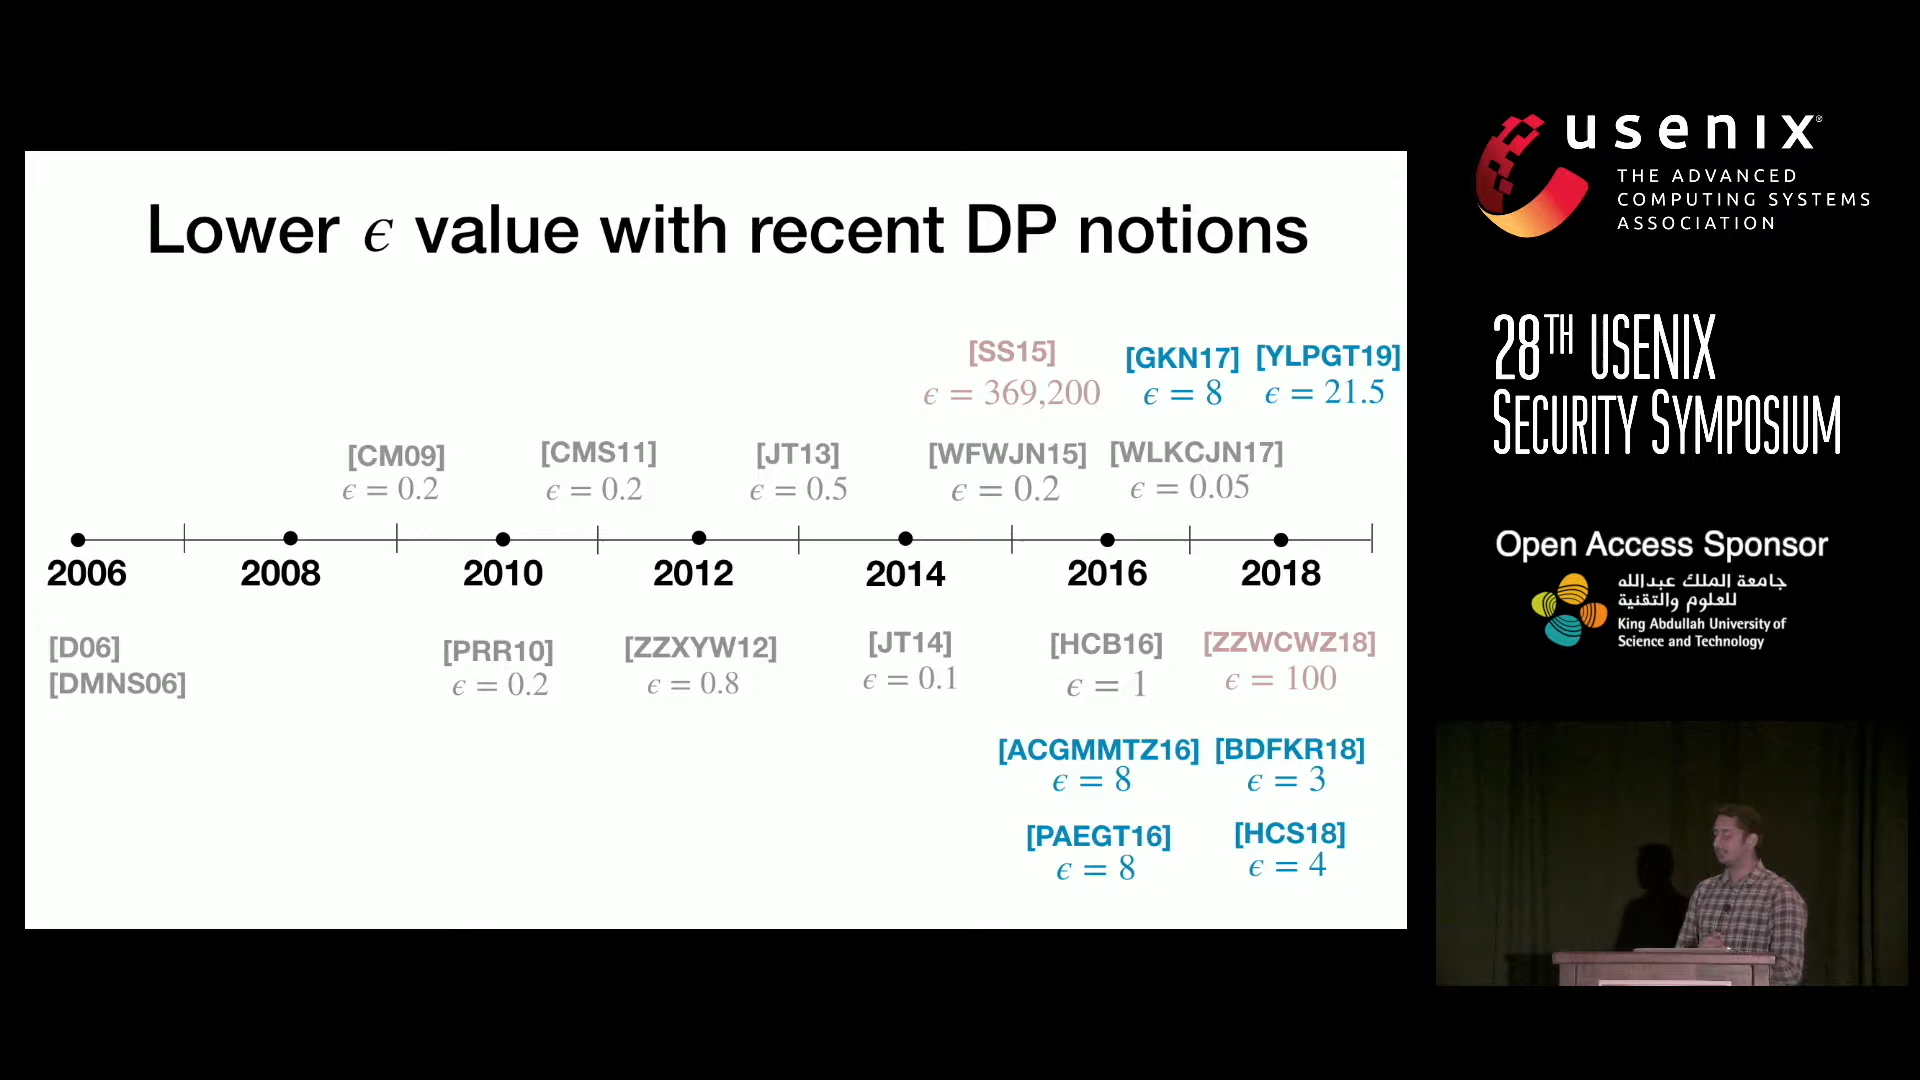 Lower ϵ value with recent DP notions
[SS15]
ϵ = 369,200
[GKN17]
ϵ = 8
[YLPGT19]
ϵ = 21.5
[CM09]
ϵ = 0.2
[CMS11]
ϵ = 0.2
[JT13]
ϵ = 0.5
[WFWJN15]
ϵ = 0.2
[WLKCJN17]
ϵ = 0.05
2006
2008
2010
2012
2014
2016
2018
[D06]
[DMNS06]
[PRR10]
ϵ = 0.2
[ZZXYW12]
ϵ = 0.8
[JT14]
ϵ = 0.1
[HCB16]
ϵ = 1
[ZZWCWZ18]
ϵ = 100
[ACGMMTZ16]
ϵ = 8
[BDFKR18]
ϵ = 3
[PAEGT16]
ϵ = 8
[HCS18]
ϵ = 4
usenix®
THE ADVANCED
COMPUTING SYSTEMS
ASSOCIATION
28TH USENIX
SECURITY SYMPOSIUM
Open Access Sponsor
جامعة الملك عبدالله
للعلوم والتقنية
King Abdullah University of
Science and Technology